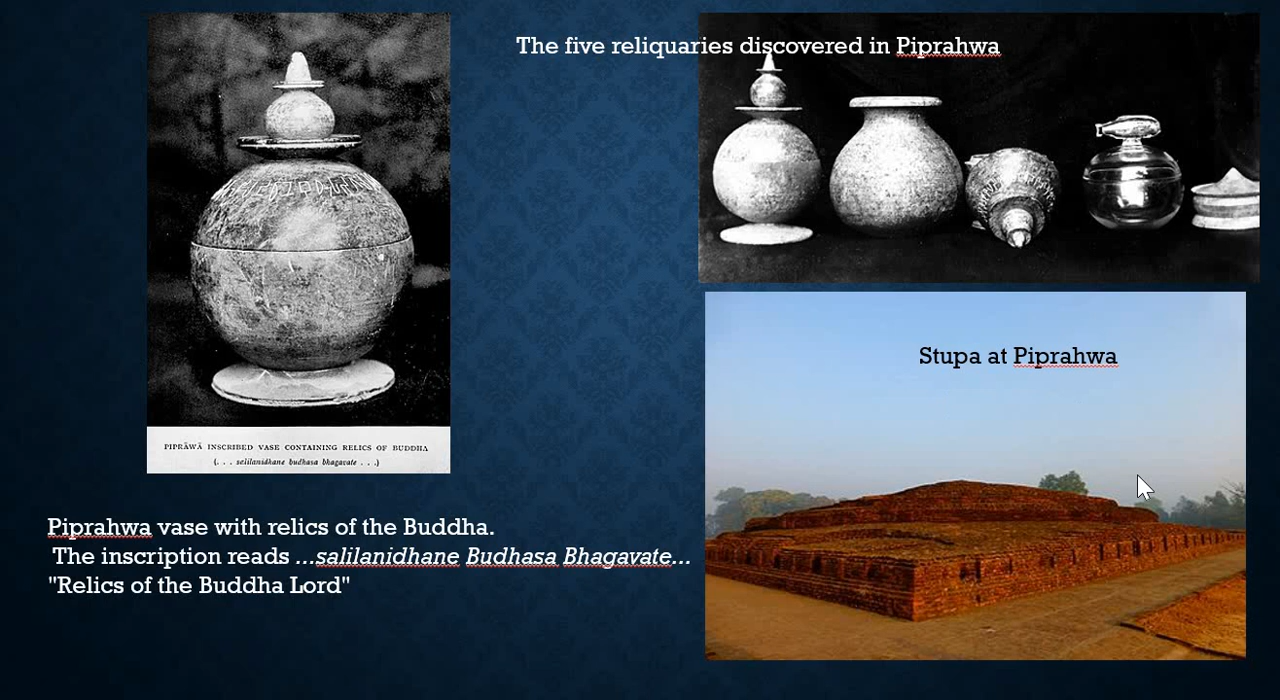 The five reliquaries discovered in Piprahwa
Stupa at Piprahwa
PIPRĀWĀ INSCRIBED VASE CONTAINING RELICS OF BUDDHA
(. . . selilanidhane budhasa bhagavate . . .)
Piprahwa vase with relics of the Buddha.
The inscription reads ...salilanidhane Budhasa Bhagavate...
"Relics of the Buddha Lord"